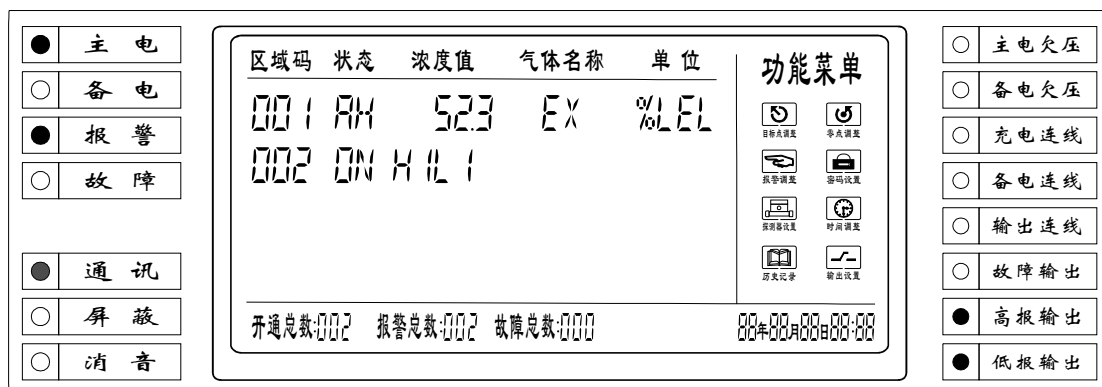 主电
备电
报警
故障
通讯
屏蔽
消音
区域码 状态 浓度值 气体名称 单位
001 AH 52.3 EX %LEL
002 ON H IL 1
开通总数:002 报警总数:002 故障总数:000
88年88月88日88:88
功能菜单
目标点调整 零点调整
报警调整 密码设置
探测器设置 时间调整
历史记录 输出设置
主电欠压
备电欠压
充电连线
备电连线
输出连线
故障输出
高报输出
低报输出